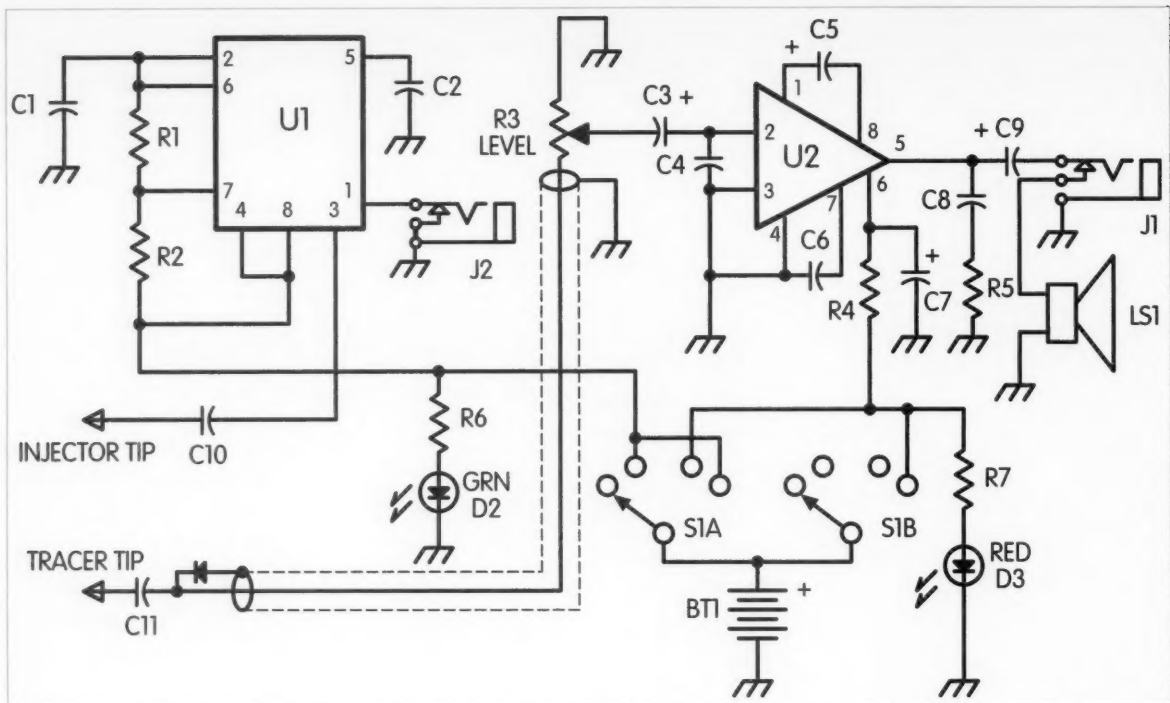 C1
R1
R2
2
6
7
4
8
3
5
1
U1
C2
J2
R3
LEVEL
C3 +
C4
2
3
4
1
8
7
6
5
U2
+ C5
C6
R4
+
C7
+ C9
C8
R5
J1
LS1
INJECTOR TIP
C10
R6
GRN
D2
TRACER TIP
C11
S1A
S1B
BT1
+
R7
RED
D3